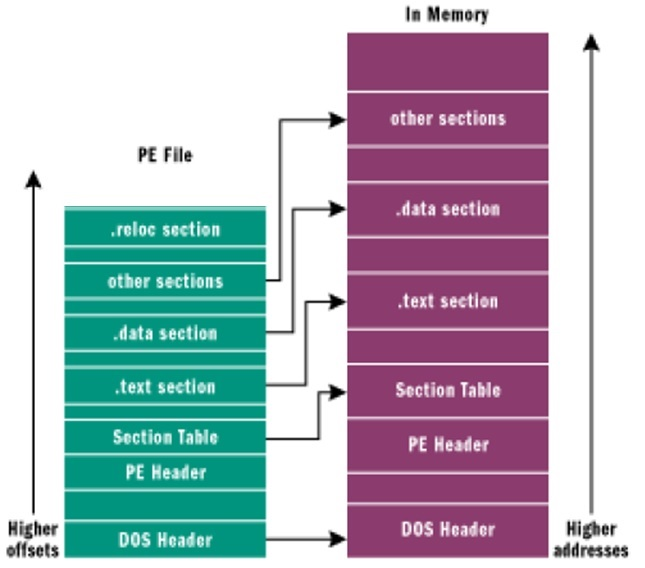 In Memory
PE File
.reloc section
other sections
.data section
.text section
Section Table
PE Header
DOS Header
Higher
offsets
other sections
.data section
.text section
Section Table
PE Header
DOS Header
Higher
addresses